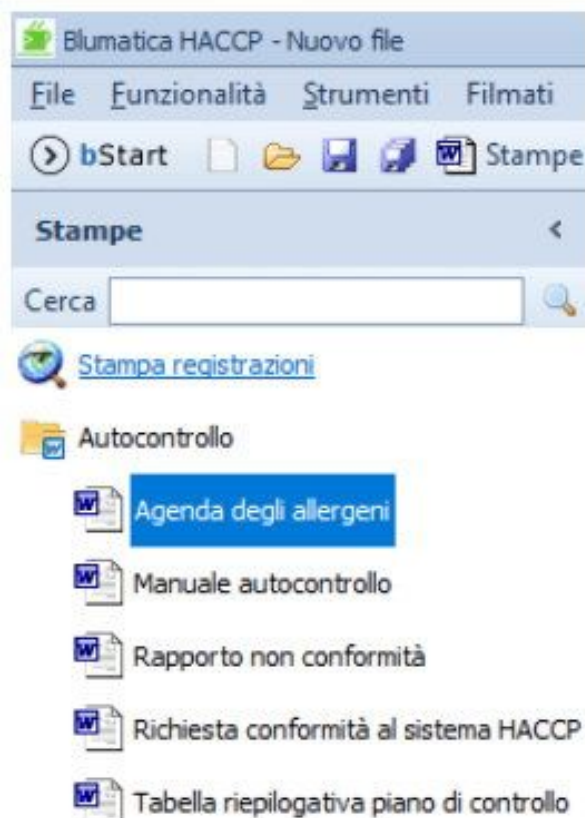 Blumatica HACCP - Nuovo file
File Funzionalità Strumenti Filmati
bStart Stampe
Stampe
Cerca
Stampa registrazioni
Autocontrollo
Agenda degli allergeni
Manuale autocontrollo
Rapporto non conformità
Richiesta conformità al sistema HACCP
Tabella riepilogativa piano di controllo